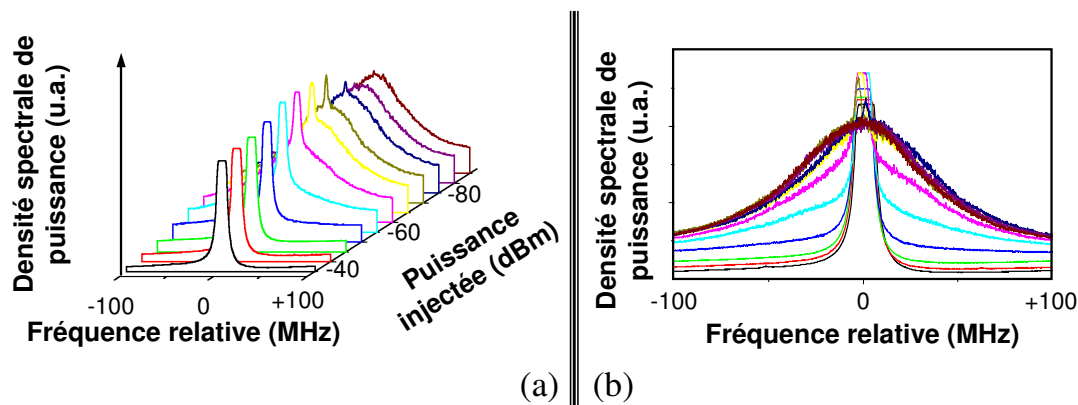 Densité spectrale de
puissance (u.a.)
-80
-60
-40
Puissance
injectée (dBm)
-100
0
+100
Fréquence relative (MHz)
(a)
Densité spectrale de
puissance (u.a.)
-100
0
+100
Fréquence relative (MHz)
(b)